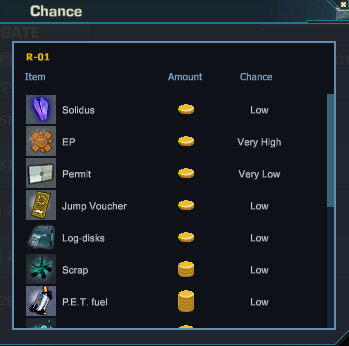 Chance
GATE
R-01
Item Amount Chance
Solidus Low
EP Very High
Permit Very Low
Jump Voucher Low
Log-disks Low
Scrap Low
P.E.T. fuel Low